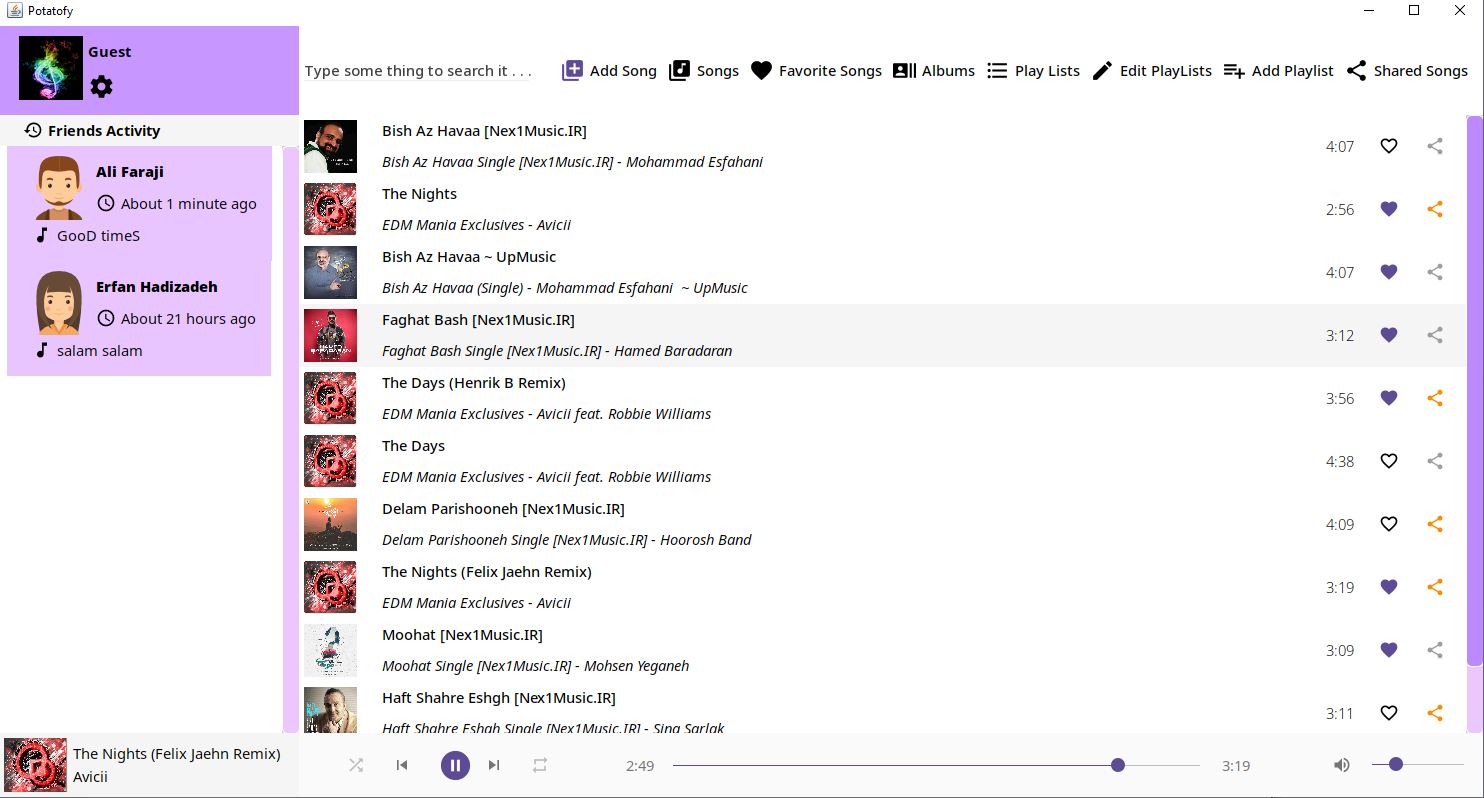 Potatofy
Guest
Type some thing to search it . . .
Add Song
Songs
Favorite Songs
Albums
Play Lists
Edit PlayLists
Add Playlist
Shared Songs
Friends Activity
Ali Faraji
About 1 minute ago
GooD timeS
Erfan Hadizadeh
About 21 hours ago
salam salam
Bish Az Havaa [Nex1Music.IR]
Bish Az Havaa Single [Nex1Music.IR] - Mohammad Esfahani
4:07
The Nights
EDM Mania Exclusives - Avicii
2:56
Bish Az Havaa ~ UpMusic
Bish Az Havaa (Single) - Mohammad Esfahani ~ UpMusic
4:07
Faghat Bash [Nex1Music.IR]
Faghat Bash Single [Nex1Music.IR] - Hamed Baradaran
3:12
The Days (Henrik B Remix)
EDM Mania Exclusives - Avicii feat. Robbie Williams
3:56
The Days
EDM Mania Exclusives - Avicii feat. Robbie Williams
4:38
Delam Parishooneh [Nex1Music.IR]
Delam Parishooneh Single [Nex1Music.IR] - Hoorosh Band
4:09
The Nights (Felix Jaehn Remix)
EDM Mania Exclusives - Avicii
3:19
Moohat [Nex1Music.IR]
Moohat Single [Nex1Music.IR] - Mohsen Yeganeh
3:09
Haft Shahre Eshgh [Nex1Music.IR]
Haft Shahre Eshgh Single [Nex1Music.IR] - Sina Sarlak
3:11
The Nights (Felix Jaehn Remix)
Avicii
2:49
3:19